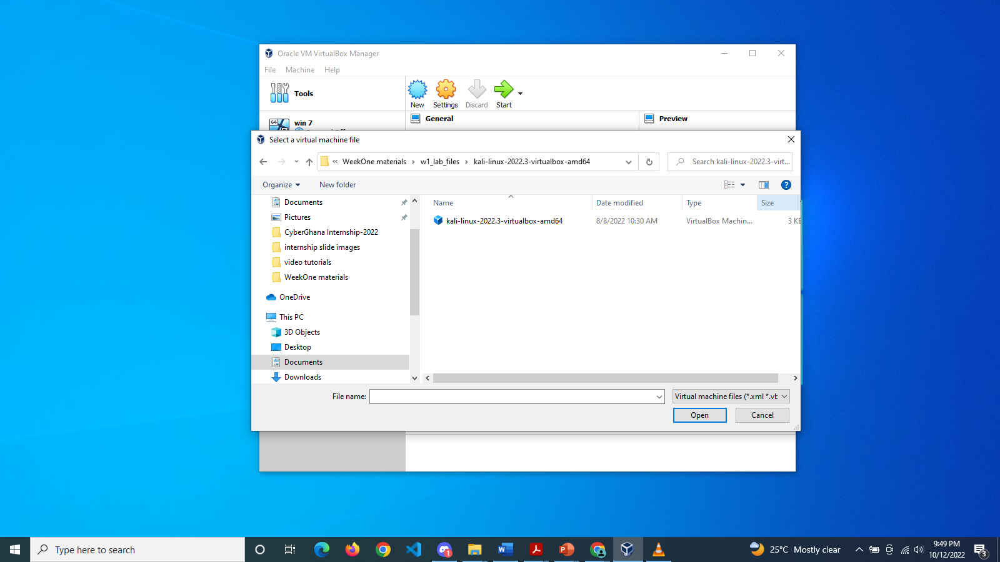 Oracle VM VirtualBox Manager
File Machine Help
Tools
New Settings Discard Start
64 win 7
General
Preview
Select a virtual machine file
« WeekOne materials › w1_lab_files › kali-linux-2022.3-virtualbox-amd64
Search kali-linux-2022.3-virt...
Organize New folder
Name Date modified Type Size
kali-linux-2022.3-virtualbox-amd64 8/8/2022 10:30 AM VirtualBox Machin... 3 KB
Documents
Pictures
CyberGhana Internship-2022
internship slide images
video tutorials
WeekOne materials
OneDrive
This PC
3D Objects
Desktop
Documents
Downloads
File name:
Virtual machine files (*.xml *.vb
Open Cancel
Type here to search
1
25°C Mostly clear
9:49 PM
10/12/2022
3